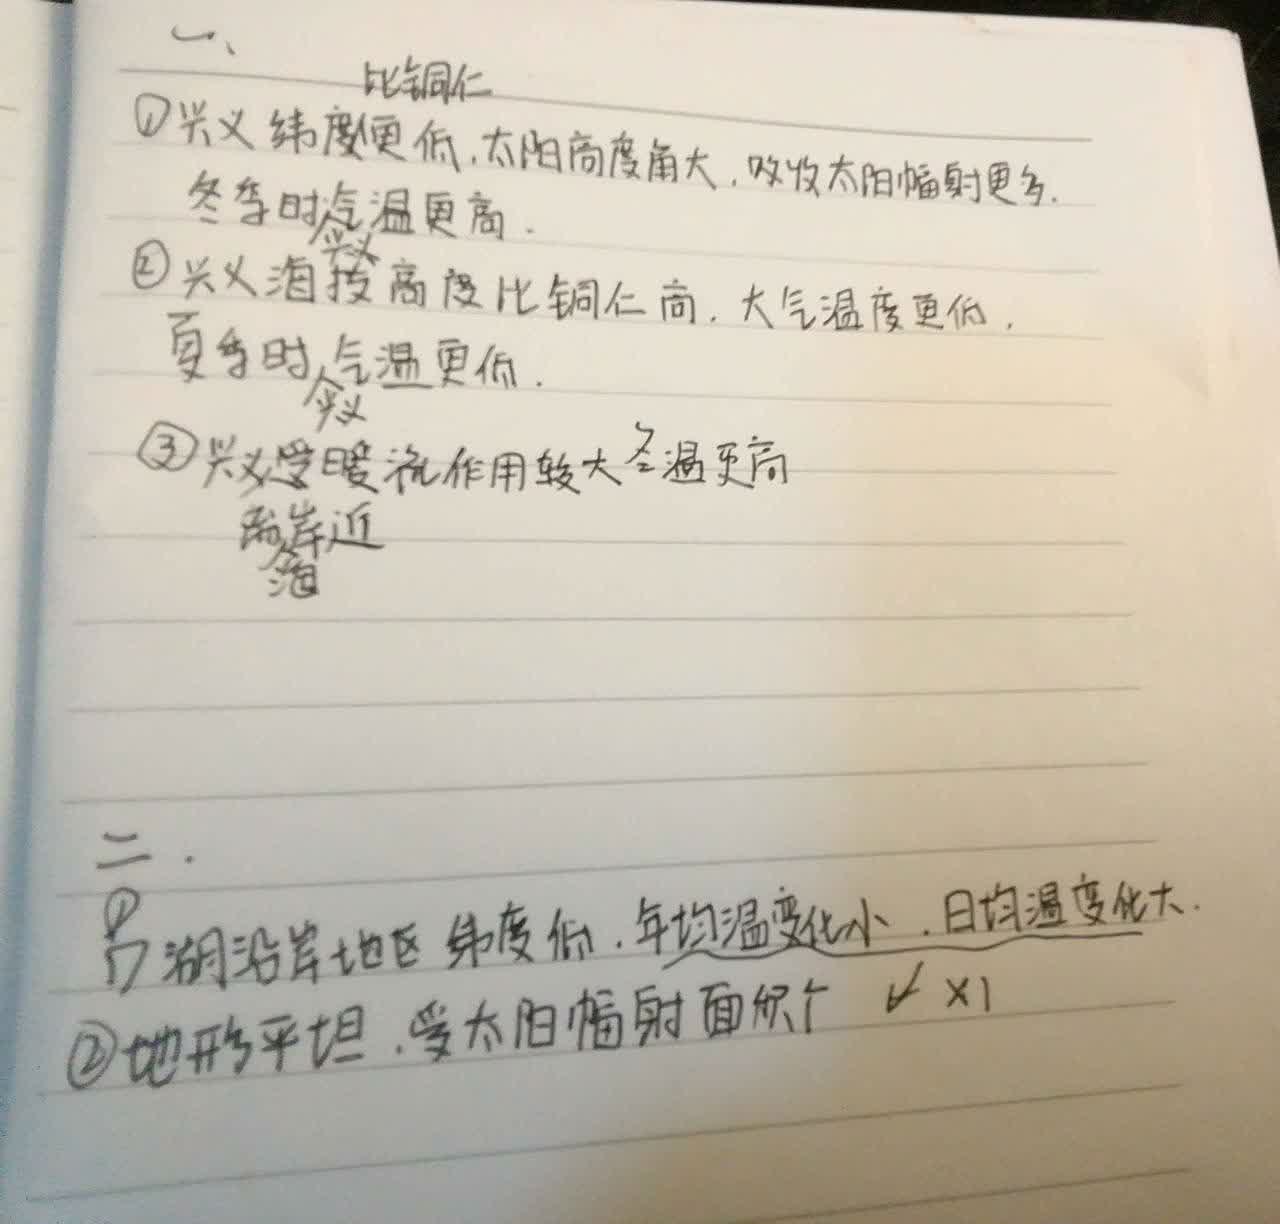 一、
比铜仁
①兴义纬度更低,太阳高度角大,吸收太阳幅射更多.
冬季时气温更高.
兴义
②兴义海拔高度比铜仁高,大气温度更低,
夏季时气温更低.
兴义
③兴义受暖流作用较大冬温更高
离岸近
海
二.
①
湖沿岸地区纬度低,年均温变化小,日均温变化大.
②地形平坦,受太阳幅射面积个 ✓ ×1